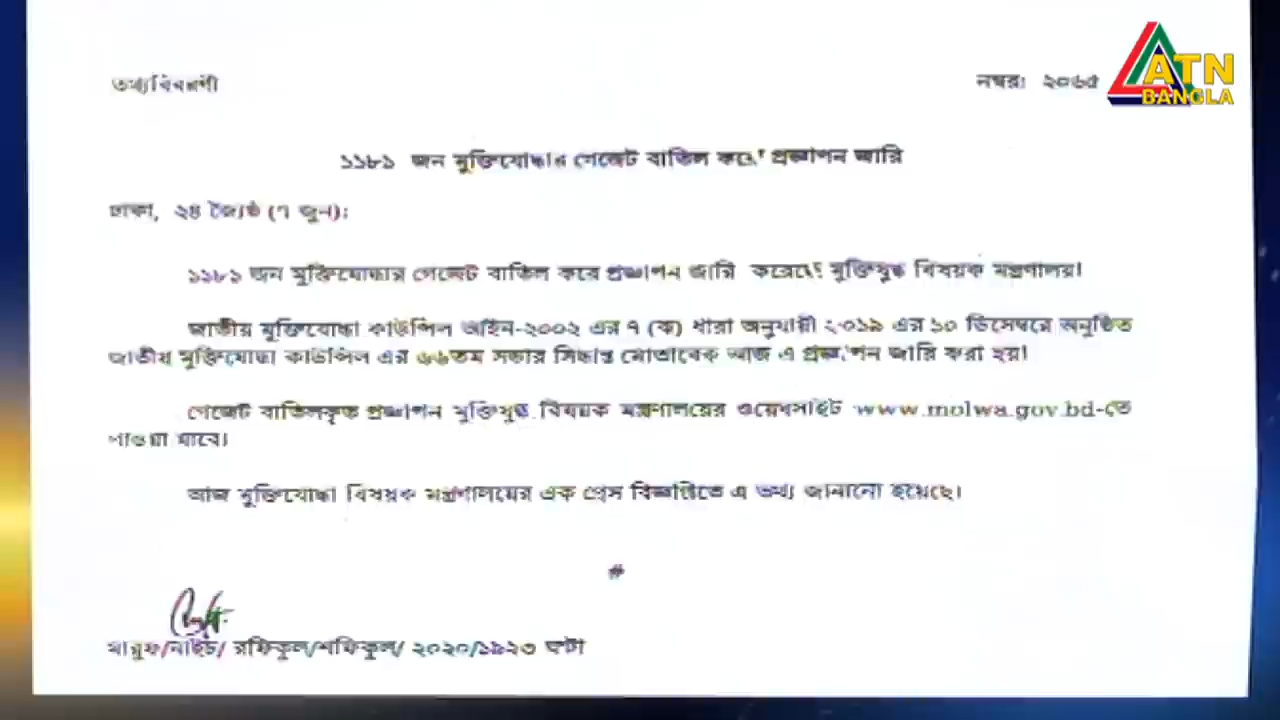 তথ্যবিবরণী নম্বর: ২০৬৫
ATN
BANGLA
১১৮১ জন মুক্তিযোদ্ধার গেজেট বাতিল করে প্রজ্ঞাপন জারি
ঢাকা, ২৪ জ্যৈষ্ঠ (৭ জুন):
১১৮১ জন মুক্তিযোদ্ধার গেজেট বাতিল করে প্রজ্ঞাপন জারি করেছে মুক্তিযুদ্ধ বিষয়ক মন্ত্রণালয়।
জাতীয় মুক্তিযোদ্ধা কাউন্সিল আইন-২০০২ এর ৭ (ক) ধারা অনুযায়ী ২০১৯ এর ১০ ডিসেম্বরে অনুষ্ঠিত
জাতীয় মুক্তিযোদ্ধা কাউন্সিল এর ৬৬তম সভার সিদ্ধান্ত মোতাবেক আজ এ প্রজ্ঞাপন জারি করা হয়।
গেজেট বাতিলকৃত প্রজ্ঞাপন মুক্তিযুদ্ধ বিষয়ক মন্ত্রণালয়ের ওয়েবসাইট www.molwa.gov.bd-তে
পাওয়া যাবে।
আজ মুক্তিযোদ্ধা বিষয়ক মন্ত্রণালয়ের এক প্রেস বিজ্ঞপ্তিতে এ তথ্য জানানো হয়েছে।
#
মারুফ/নাইচ/ রফিকুল/শফিকুল/ ২০২০/১৯২৩ ঘণ্টা